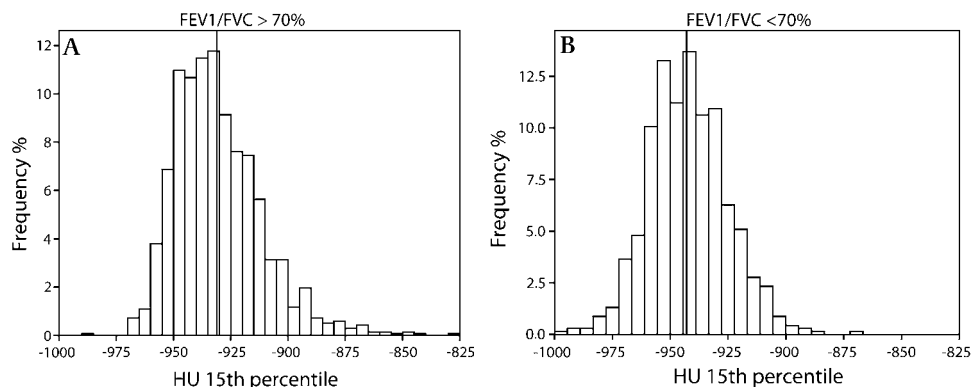 FEV1/FVC > 70%
A
12
10
8
6
4
2
0
Frequency %
-1000 -975 -950 -925 -900 -875 -850 -825
HU 15th percentile
FEV1/FVC <70%
B
12.5
10.0
7.5
5.0
2.5
0.0
Frequency %
-1000 -975 -950 -925 -900 -875 -850 -825
HU 15th percentile